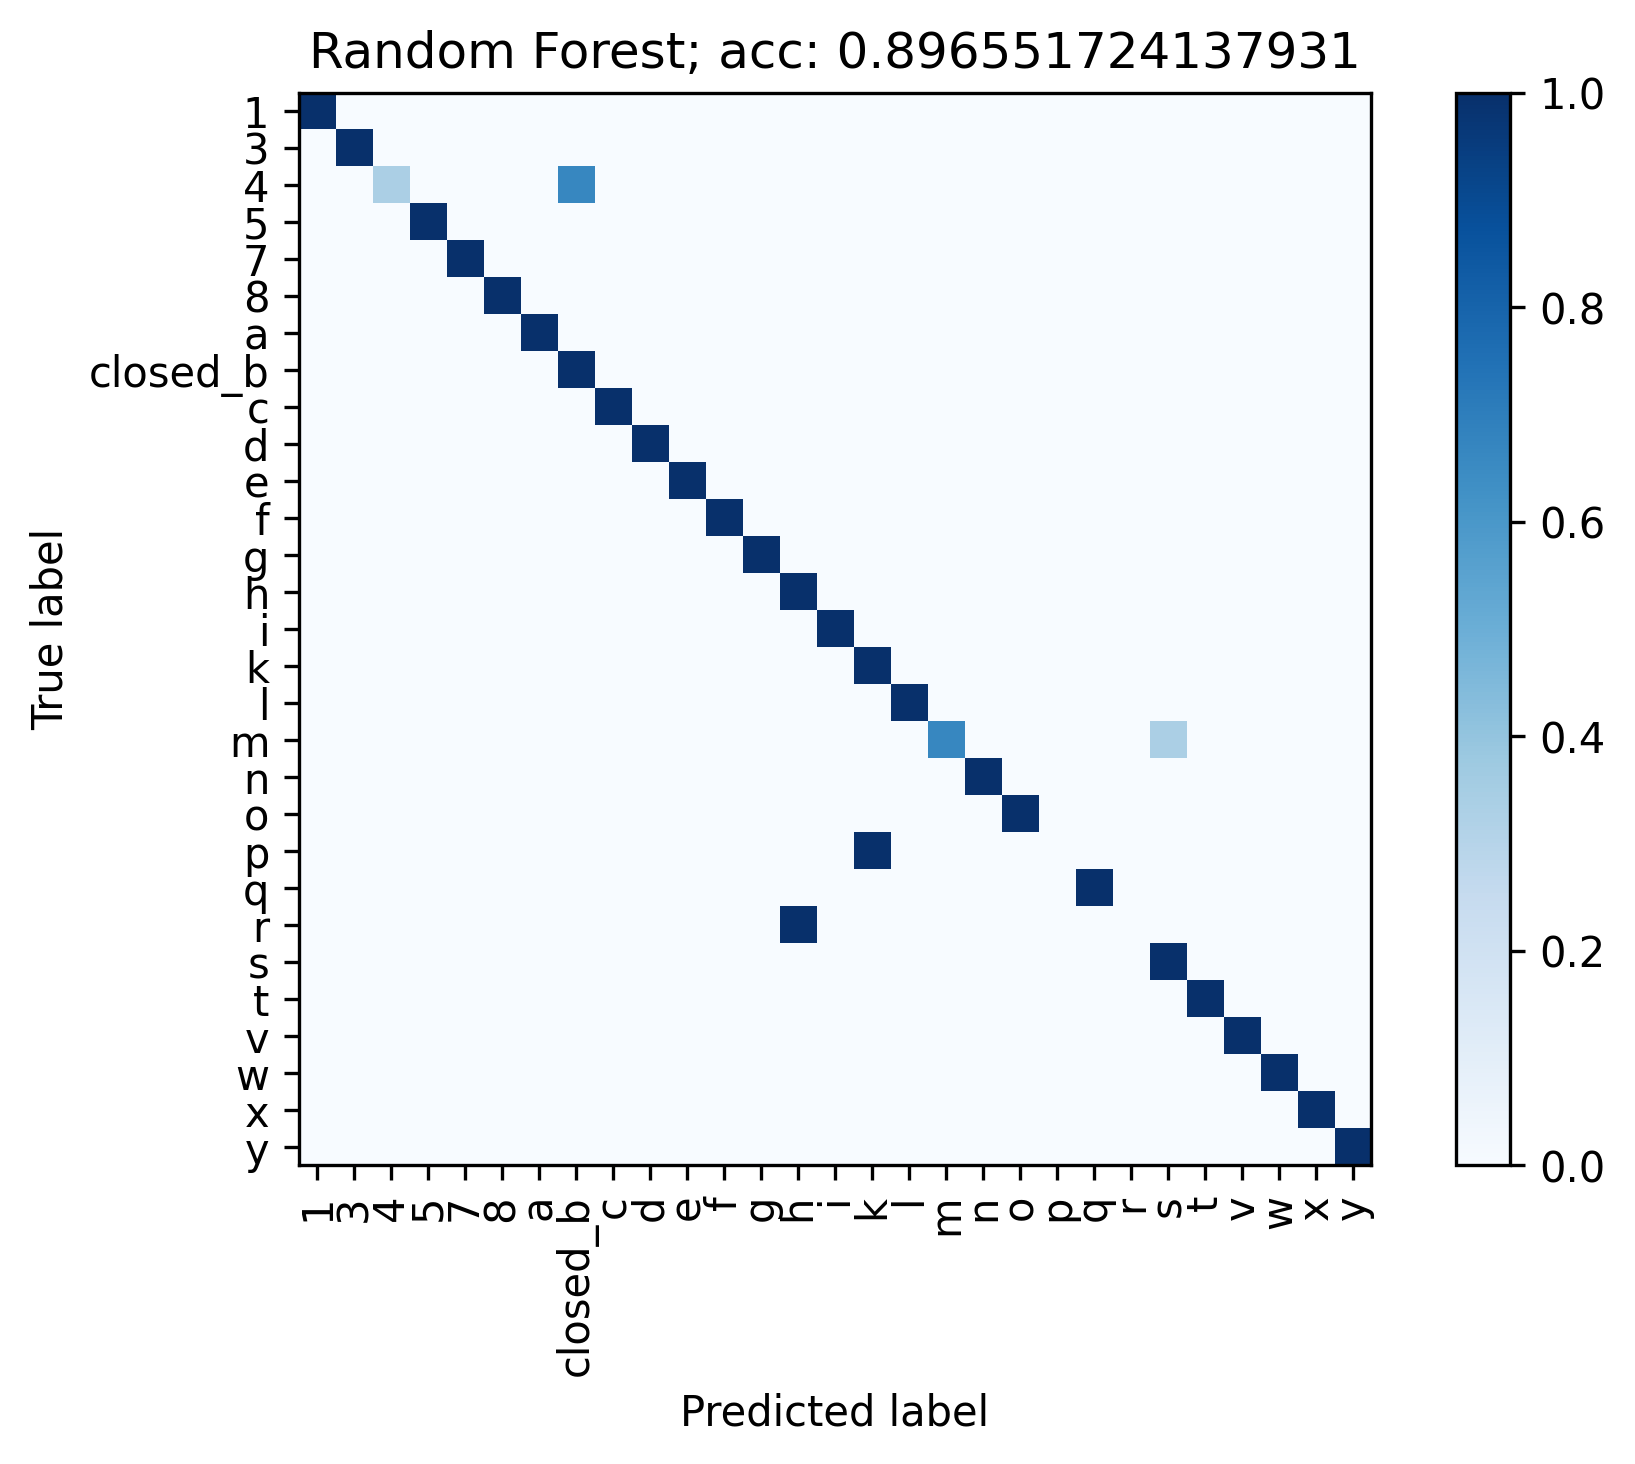 Random Forest; acc: 0.896551724137931
True label
1
3
4
5
7
8
a
closed_b
c
d
e
f
g
h
i
k
l
m
n
o
p
q
r
s
t
v
w
x
y
1 3 4 5 7 8 a closed_b c d e f g h i k l m n o p q r s t v w x y
Predicted label
1.0
0.8
0.6
0.4
0.2
0.0